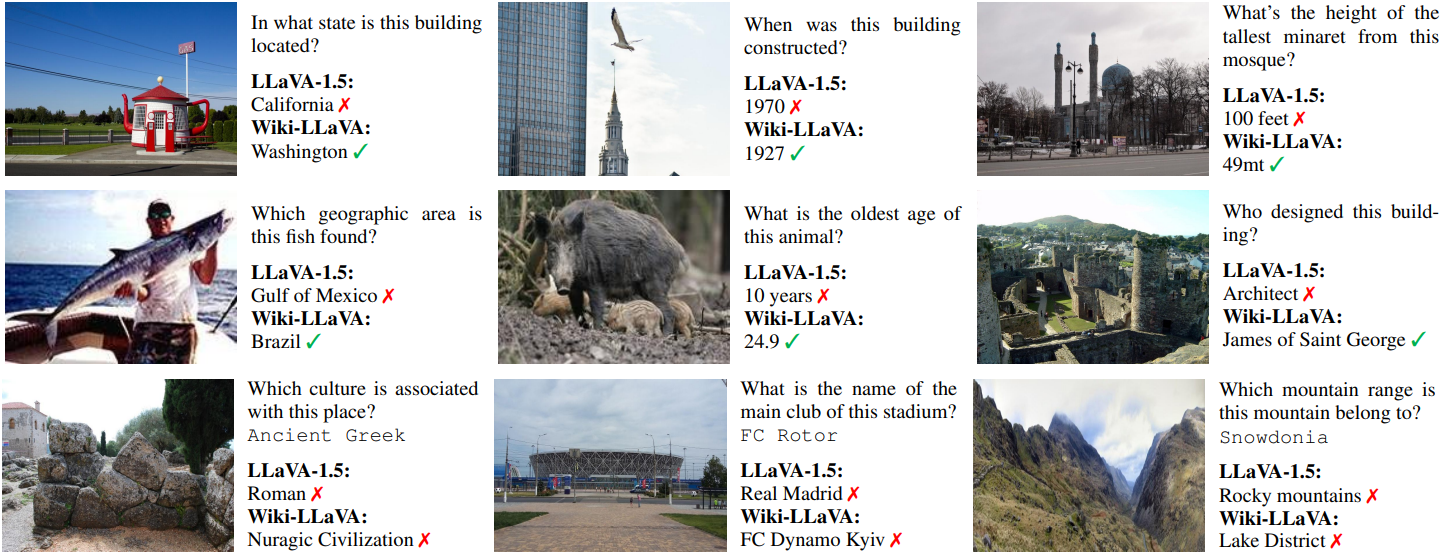 In what state is this building
located?
LLaVA-1.5:
California ✗
Wiki-LLaVA:
Washington ✓
When was this building
constructed?
LLaVA-1.5:
1970 ✗
Wiki-LLaVA:
1927 ✓
What's the height of the
tallest minaret from this
mosque?
LLaVA-1.5:
100 feet ✗
Wiki-LLaVA:
49mt ✓
Which geographic area is
this fish found?
LLaVA-1.5:
Gulf of Mexico ✗
Wiki-LLaVA:
Brazil ✓
What is the oldest age of
this animal?
LLaVA-1.5:
10 years ✗
Wiki-LLaVA:
24.9 ✓
Who designed this build-
ing?
LLaVA-1.5:
Architect ✗
Wiki-LLaVA:
James of Saint George ✓
Which culture is associated
with this place?
Ancient Greek
LLaVA-1.5:
Roman ✗
Wiki-LLaVA:
Nuragic Civilization ✗
What is the name of the
main club of this stadium?
FC Rotor
LLaVA-1.5:
Real Madrid ✗
Wiki-LLaVA:
FC Dynamo Kyiv ✗
Which mountain range is
this mountain belong to?
Snowdonia
LLaVA-1.5:
Rocky mountains ✗
Wiki-LLaVA:
Lake District ✗